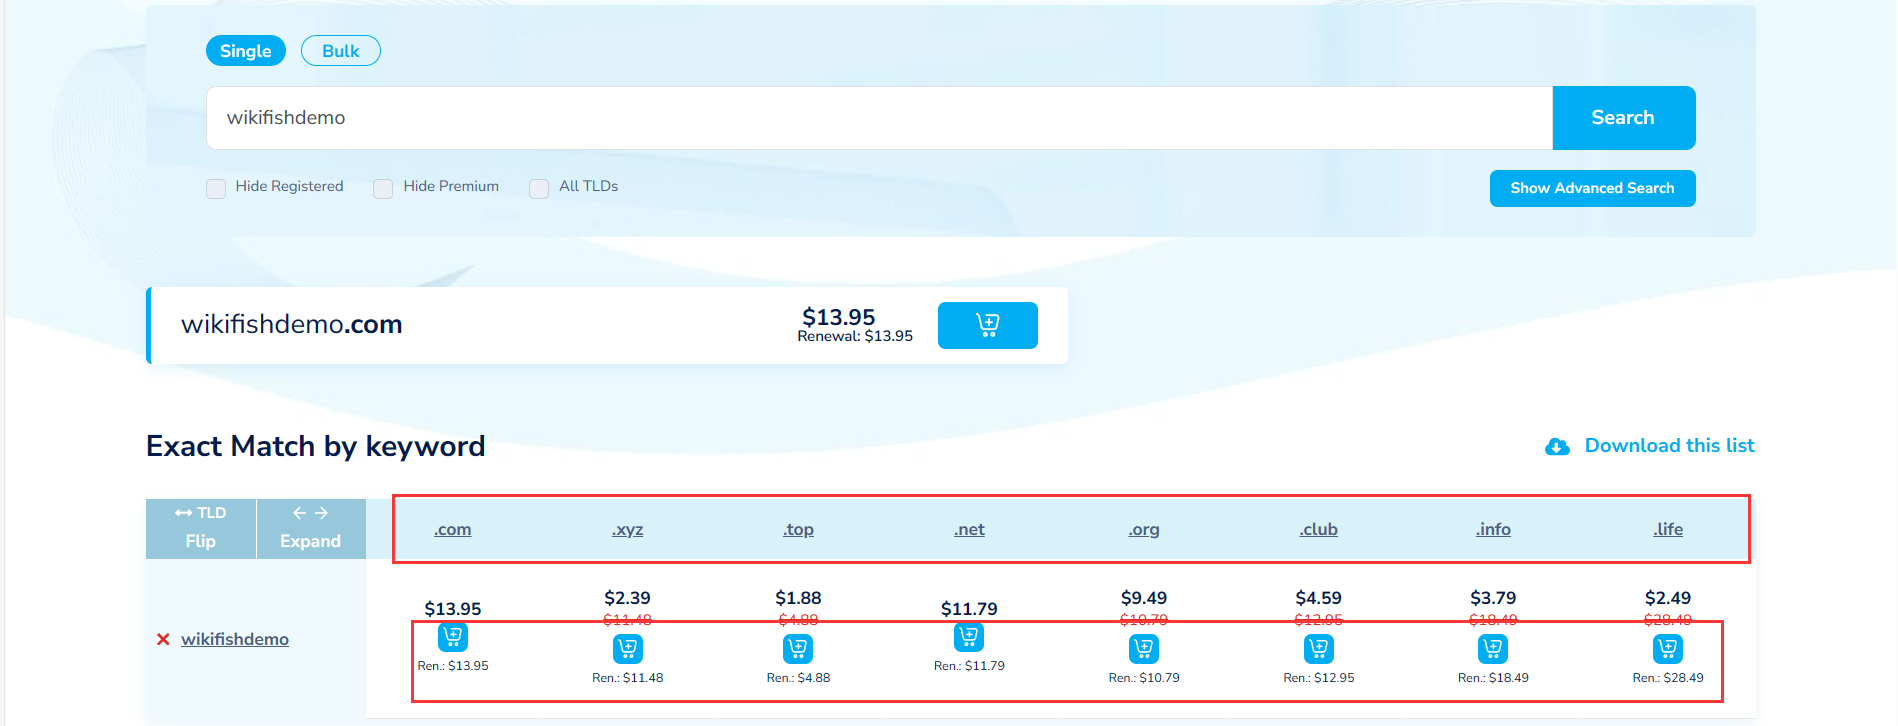 Single Bulk
wikifishdemo Search
Hide Registered Hide Premium All TLDs Show Advanced Search
wikifishdemo.com $13.95
Renewal: $13.95
Exact Match by keyword Download this list
TLD
Flip Expand .com .xyz .top .net .org .club .info .life
$13.95 $2.39 $1.88 $11.79 $9.49 $4.59 $3.79 $2.49
$11.48 $4.88 $10.79 $12.95 $18.49 $28.49
wikifishdemo
Ren.: $13.95 Ren.: $11.48 Ren.: $4.88 Ren.: $11.79 Ren.: $10.79 Ren.: $12.95 Ren.: $18.49 Ren.: $28.49